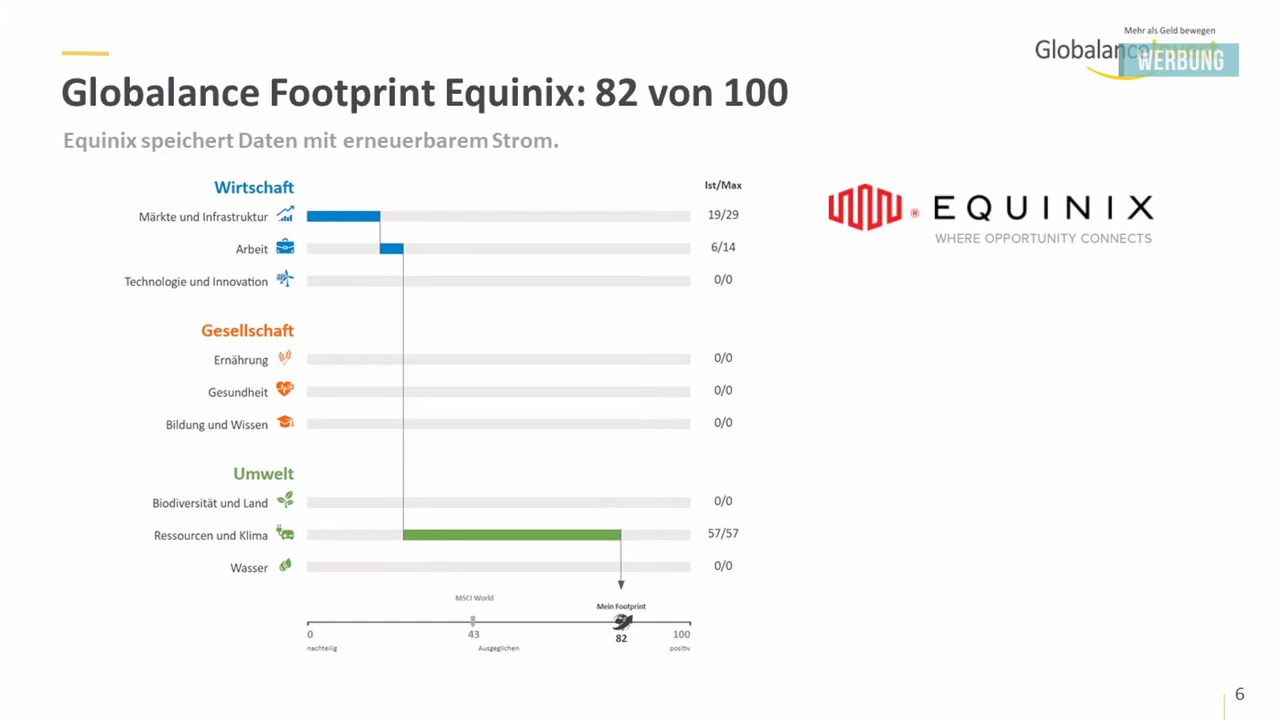 Mehr als Geld bewegen
Globalance
WERBUNG
Globalance Footprint Equinix: 82 von 100
Equinix speichert Daten mit erneuerbarem Strom.
Wirtschaft
Ist/Max
Märkte und Infrastruktur 19/29
Arbeit 6/14
Technologie und Innovation 0/0
Gesellschaft
Ernährung 0/0
Gesundheit 0/0
Bildung und Wissen 0/0
Umwelt
Biodiversität und Land 0/0
Ressourcen und Klima 57/57
Wasser 0/0
MSCI World
Mein Footprint
0 43 82 100
nachteilig Ausgeglichen positiv
® EQUINIX
WHERE OPPORTUNITY CONNECTS
6